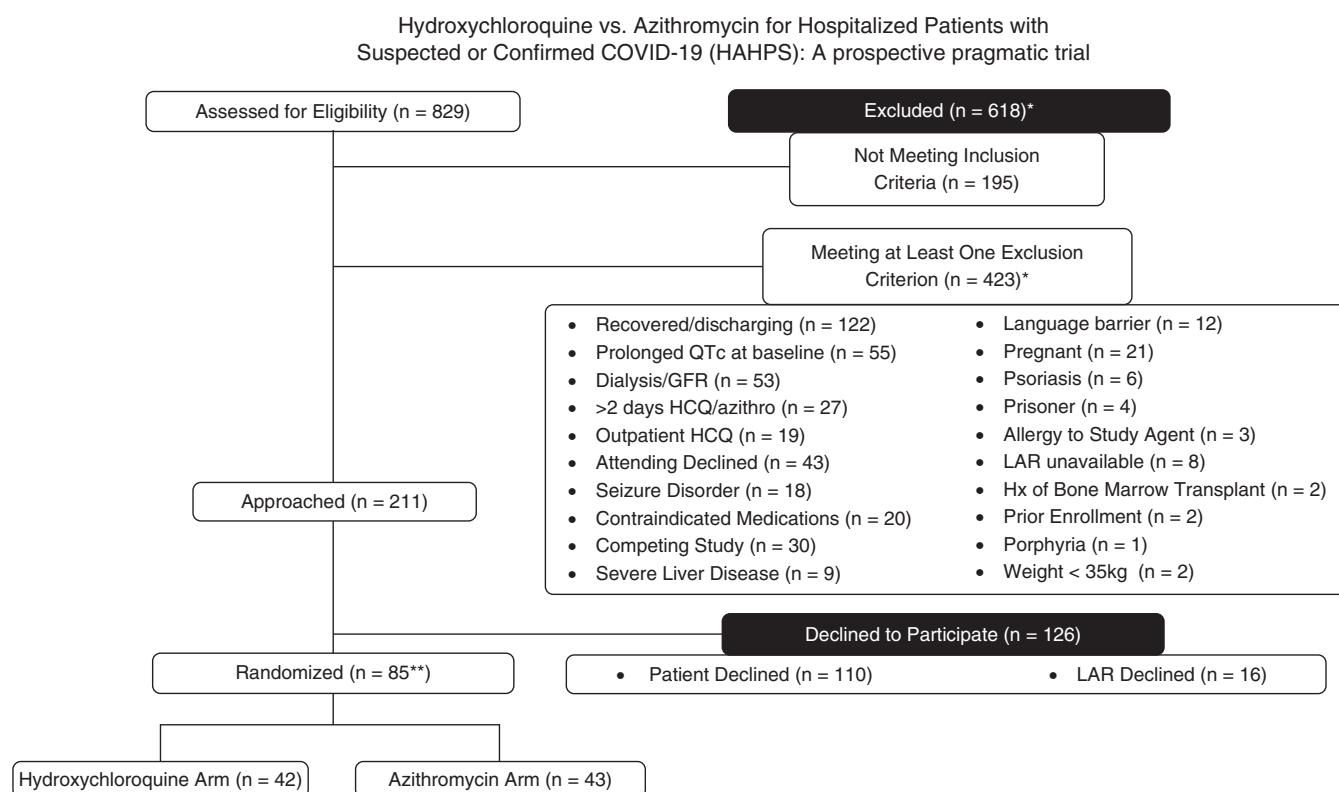 Hydroxychloroquine vs. Azithromycin for Hospitalized Patients with
Suspected or Confirmed COVID-19 (HAHPS): A prospective pragmatic trial
Assessed for Eligibility (n = 829)
Excluded (n = 618)*
Not Meeting Inclusion
Criteria (n = 195)
Meeting at Least One Exclusion
Criterion (n = 423)*
• Recovered/discharging (n = 122)
• Prolonged QTc at baseline (n = 55)
• Dialysis/GFR (n = 53)
• >2 days HCQ/azithro (n = 27)
• Outpatient HCQ (n = 19)
• Attending Declined (n = 43)
• Seizure Disorder (n = 18)
• Contraindicated Medications (n = 20)
• Competing Study (n = 30)
• Severe Liver Disease (n = 9)
• Language barrier (n = 12)
• Pregnant (n = 21)
• Psoriasis (n = 6)
• Prisoner (n = 4)
• Allergy to Study Agent (n = 3)
• LAR unavailable (n = 8)
• Hx of Bone Marrow Transplant (n = 2)
• Prior Enrollment (n = 2)
• Porphyria (n = 1)
• Weight < 35kg (n = 2)
Approached (n = 211)
Declined to Participate (n = 126)
• Patient Declined (n = 110)
• LAR Declined (n = 16)
Randomized (n = 85**)
Hydroxychloroquine Arm (n = 42)
Azithromycin Arm (n = 43)